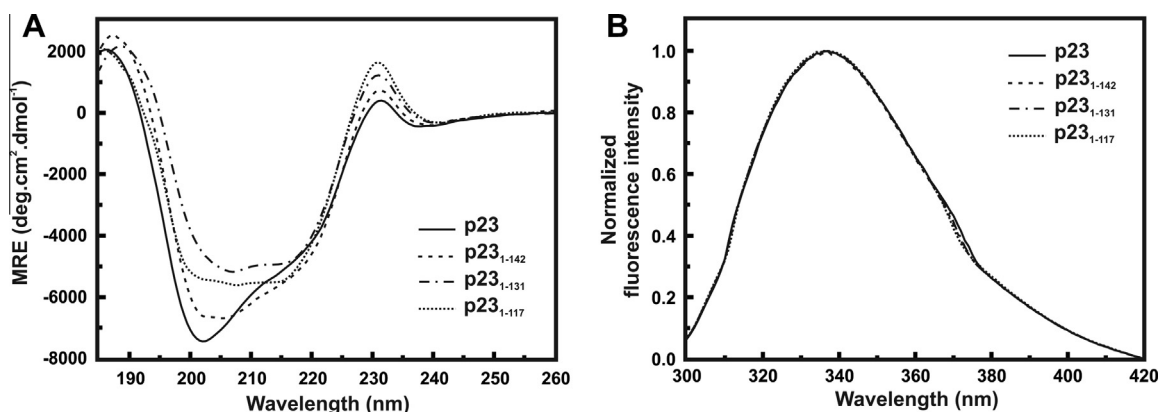 A
2000
0
-2000
-4000
-6000
-8000
MRE (deg.cm².dmol⁻¹)
p23
p23₁₋₁₄₂
p23₁₋₁₃₁
p23₁₋₁₁₇
190 200 210 220 230 240 250 260
Wavelength (nm)
B
1.0
0.8
0.6
0.4
0.2
0.0
Normalized
fluorescence intensity
p23
p23₁₋₁₄₂
p23₁₋₁₃₁
p23₁₋₁₁₇
300 320 340 360 380 400 420
Wavelength (nm)